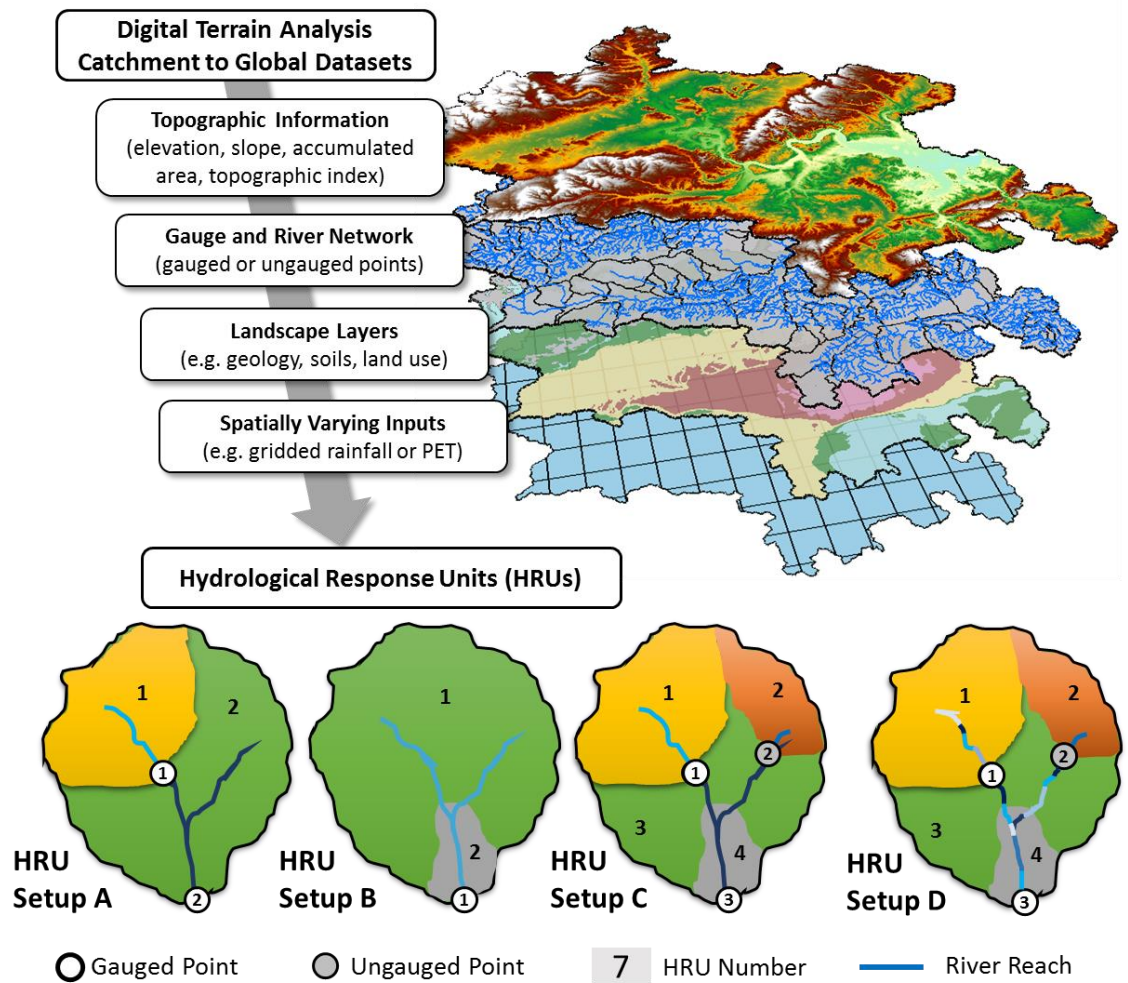 Digital Terrain Analysis
Catchment to Global Datasets
Topographic Information
(elevation, slope, accumulated
area, topographic index)
Gauge and River Network
(gauged or ungauged points)
Landscape Layers
(e.g. geology, soils, land use)
Spatially Varying Inputs
(e.g. gridded rainfall or PET)
Hydrological Response Units (HRUs)
1
2
1
2
HRU
Setup A
1
2
1
HRU
Setup B
1
2
1
2
3
4
3
HRU
Setup C
1
2
1
2
3
4
3
HRU
Setup D
Gauged Point
Ungauged Point
7
HRU Number
River Reach